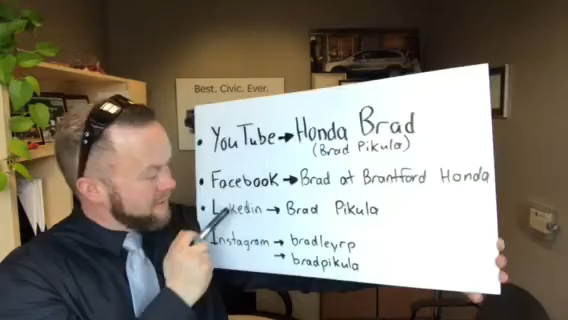 Best. Civic. Ever.
• YouTube → Honda Brad
(Brad Pikula)
• Facebook → Brad at Brantford Honda
• Linkedin → Brad Pikula
• Instagram → bradleyrp
→ bradpikula